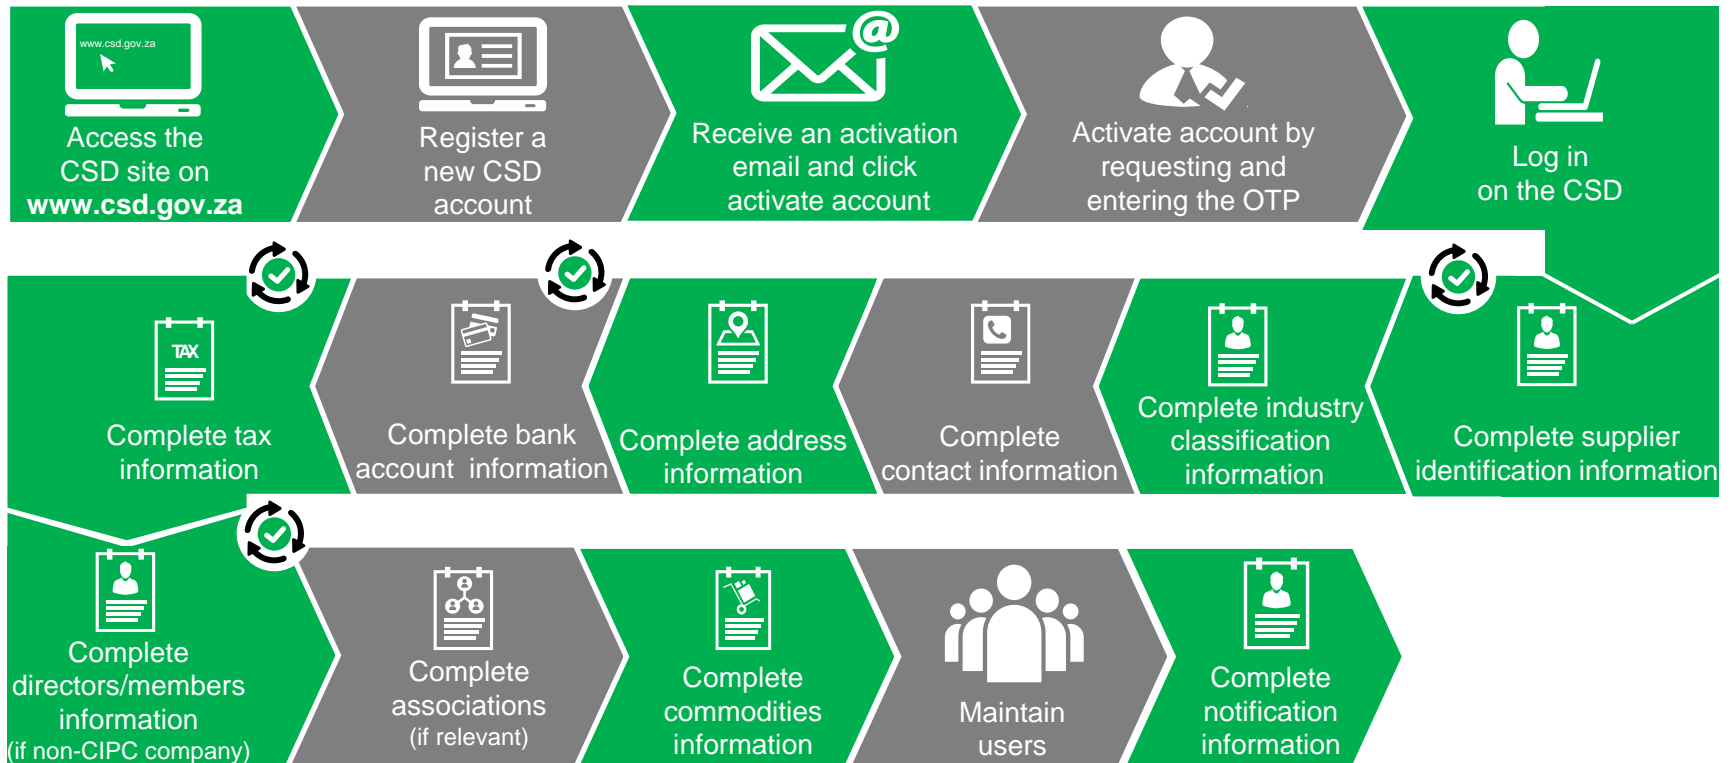 www.csd.gov.za
Access the
CSD site on
www.csd.gov.za
Register a
new CSD
account
@
Receive an activation
email and click
activate account
Activate account by
requesting and
entering the OTP
Log in
on the CSD
Complete supplier
identification information
Complete industry
classification
information
Complete
contact information
Complete address
information
Complete bank
account  information
TAX
Complete tax
information
Complete
directors/members
information
(if non-CIPC company)
Complete
associations
(if relevant)
Complete
commodities
information
Maintain
users
Complete
notification
information